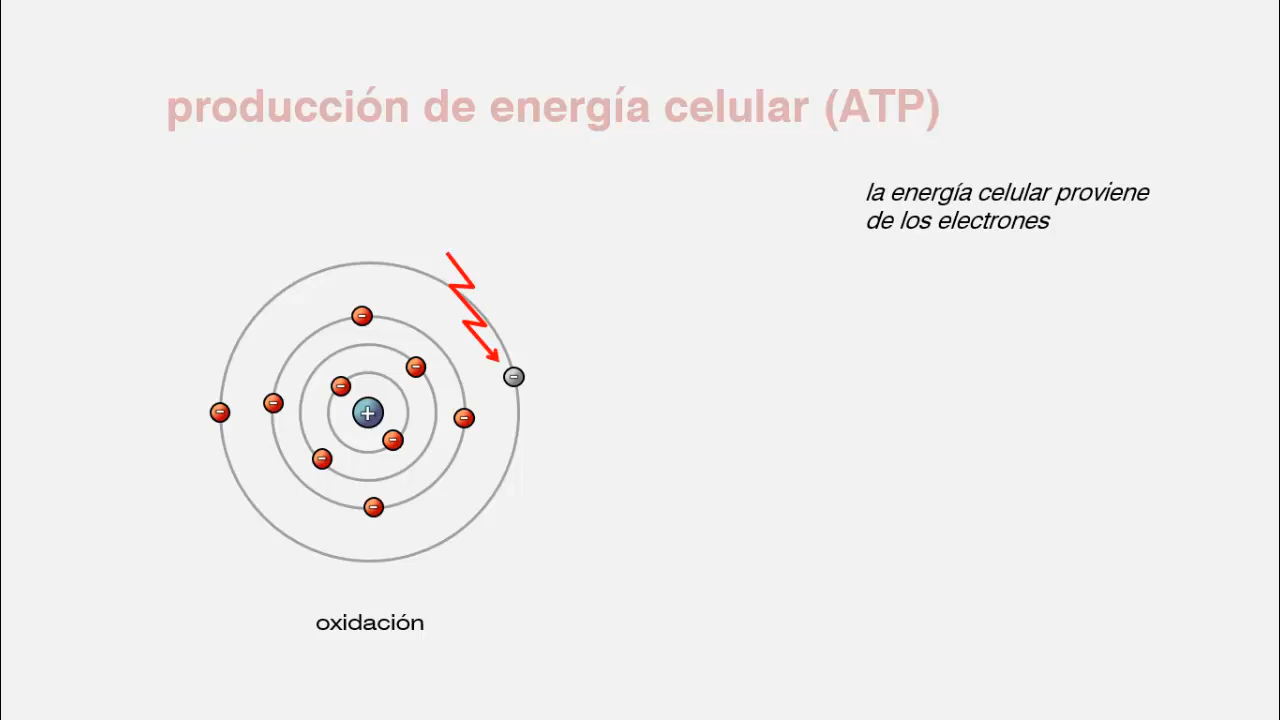 producción de energía celular (ATP)
la energía celular proviene
de los electrones
oxidación